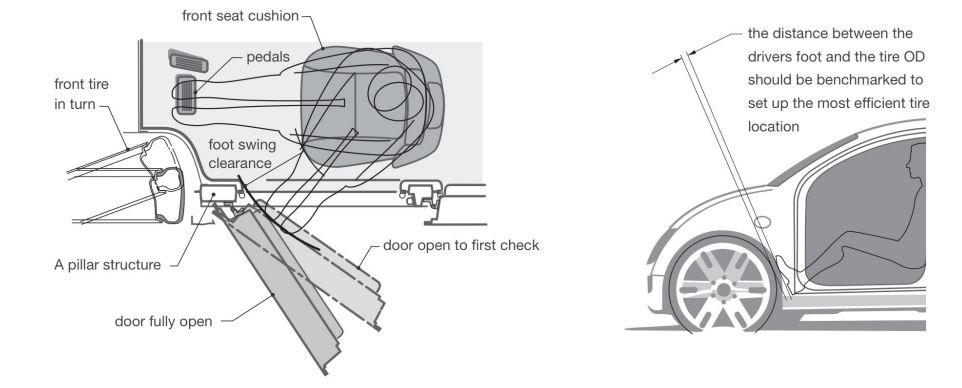 front seat cushion
pedals
front tire
in turn
foot swing
clearance
A pillar structure
door open to first check
door fully open
the distance between the
drivers foot and the tire OD
should be benchmarked to
set up the most efficient tire
location